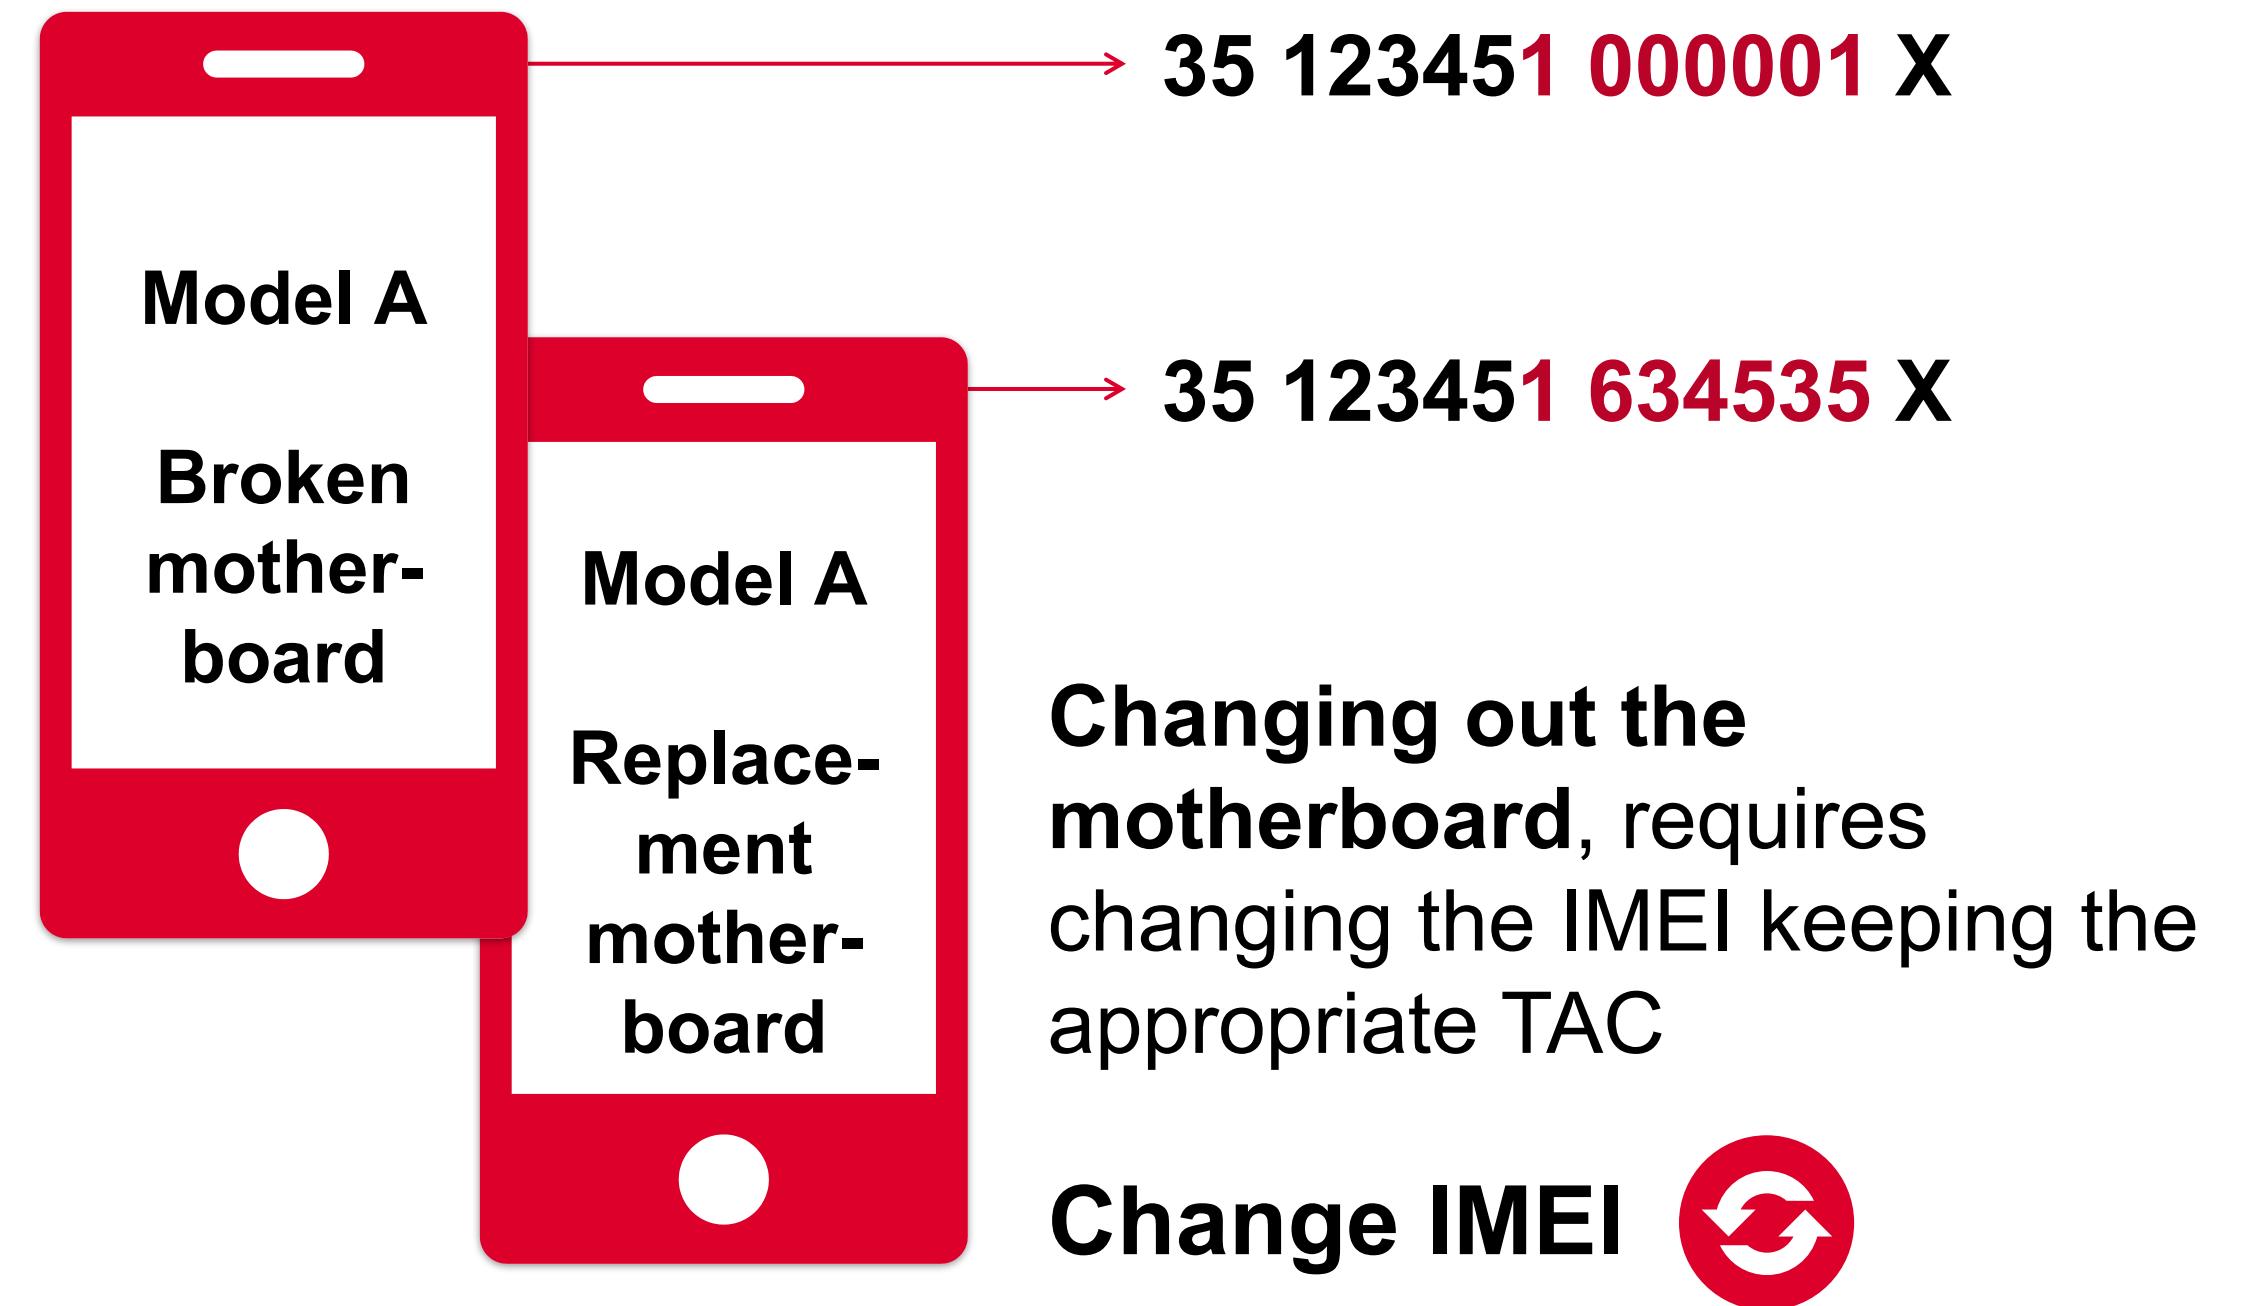 35 123451 000001 X
Model A
Broken
mother-
board
35 123451 634535 X
Model A
Replace-
ment
mother-
board
Changing out the
motherboard, requires
changing the IMEI keeping the
appropriate TAC
Change IMEI